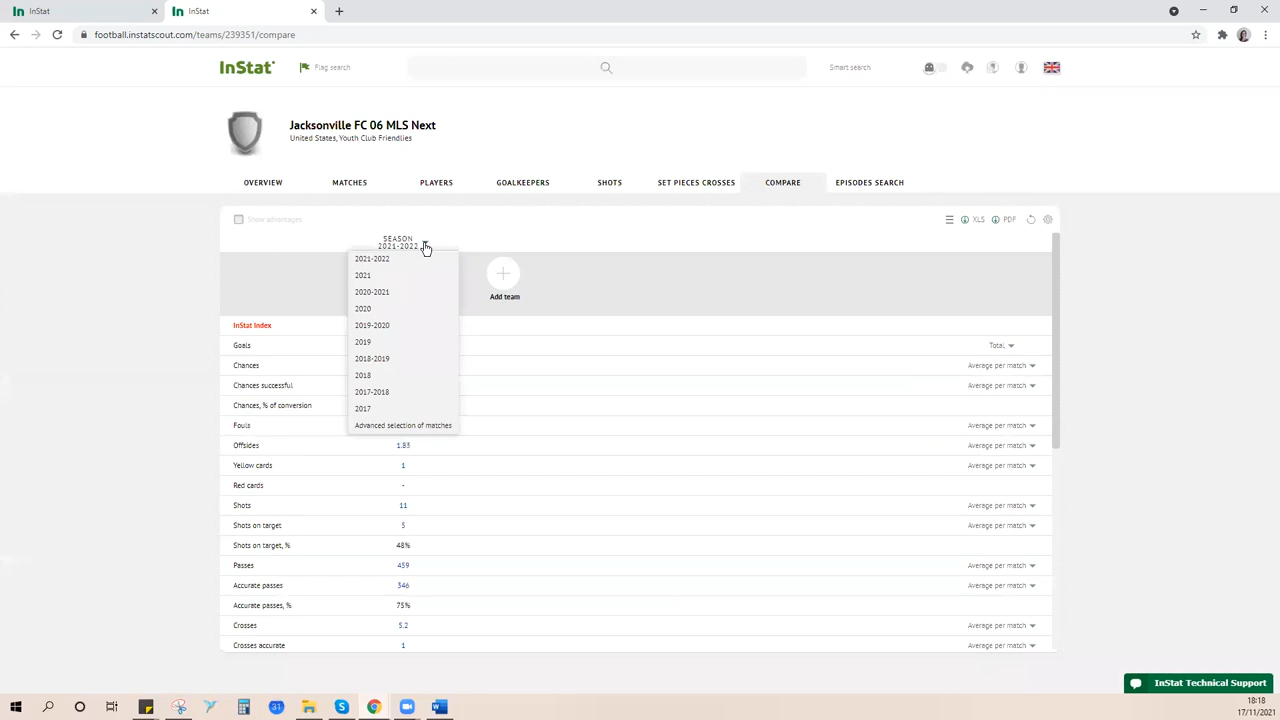 InStat
InStat
football.instatscout.com/teams/239351/compare
InStat
Flag search
Smart search
Jacksonville FC 06 MLS Next
United States, Youth Club Friendlies
OVERVIEW MATCHES PLAYERS GOALKEEPERS SHOTS SET PIECES CROSSES COMPARE EPISODES SEARCH
Show advantages
XLS PDF
SEASON
2021-2022
2021-2022
2021
2020-2021
2020
2019-2020
2019
2018-2019
2018
2017-2018
2017
Advanced selection of matches
Add team
InStat Index
Goals Total
Chances Average per match
Chances successful Average per match
Chances, % of conversion
Fouls Average per match
Offsides 1.83 Average per match
Yellow cards 1 Average per match
Red cards -
Shots 11 Average per match
Shots on target 5 Average per match
Shots on target, % 48%
Passes 459 Average per match
Accurate passes 346 Average per match
Accurate passes, % 75%
Crosses 5.2 Average per match
Crosses accurate 1 Average per match
InStat Technical Support
31
18:18
17/11/2021